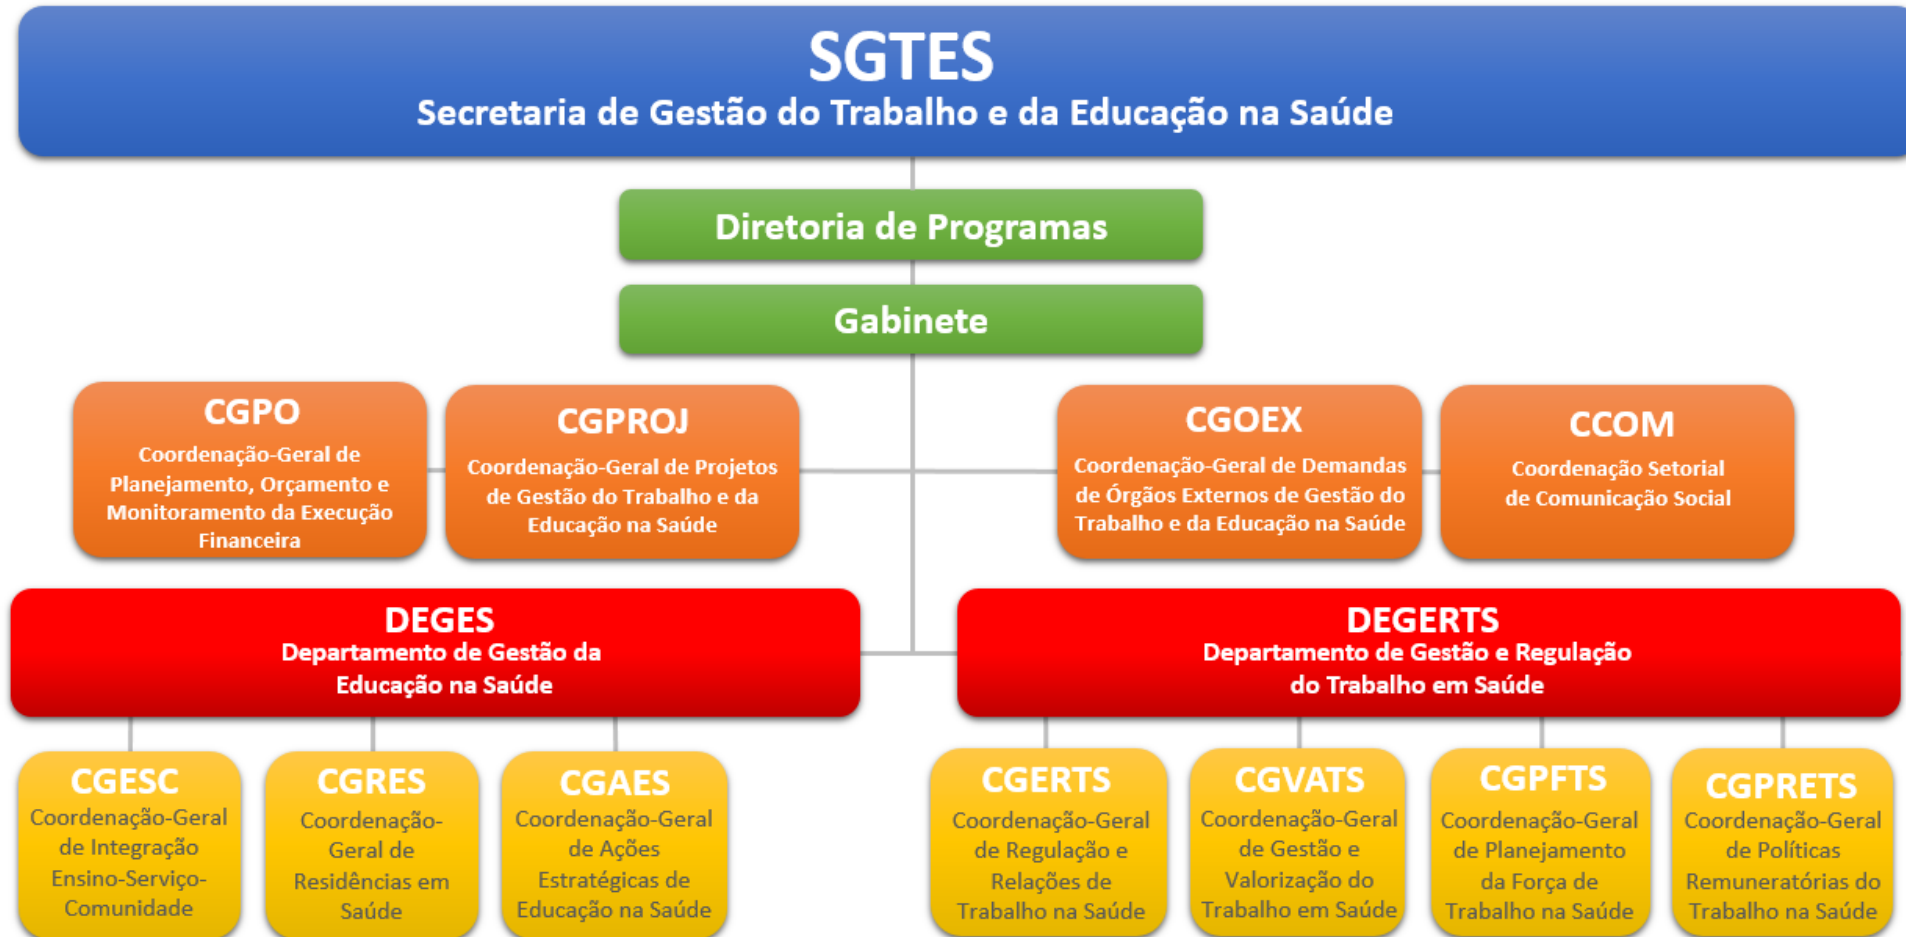 SGTES
Secretaria de Gestão do Trabalho e da Educação na Saúde
Diretoria de Programas
Gabinete
CGPO
Coordenação-Geral de
Planejamento, Orçamento e
Monitoramento da Execução
Financeira
CGPROJ
Coordenação-Geral de Projetos
de Gestão do Trabalho e da
Educação na Saúde
CGOEX
Coordenação-Geral de Demandas
de Órgãos Externos de Gestão do
Trabalho e da Educação na Saúde
CCOM
Coordenação Setorial
de Comunicação Social
DEGES
Departamento de Gestão da
Educação na Saúde
DEGERTS
Departamento de Gestão e Regulação
do Trabalho em Saúde
CGESC
Coordenação-Geral
de Integração
Ensino-Serviço-
Comunidade
CGRES
Coordenação-
Geral de
Residências em
Saúde
CGAES
Coordenação-Geral
de Ações
Estratégicas de
Educação na Saúde
CGERTS
Coordenação-Geral
de Regulação e
Relações de
Trabalho na Saúde
CGVATS
Coordenação-Geral
de Gestão e
Valorização do
Trabalho em Saúde
CGPFTS
Coordenação-Geral
de Planejamento
da Força de
Trabalho na Saúde
CGPRETS
Coordenação-Geral
de Políticas
Remuneratórias do
Trabalho na Saúde